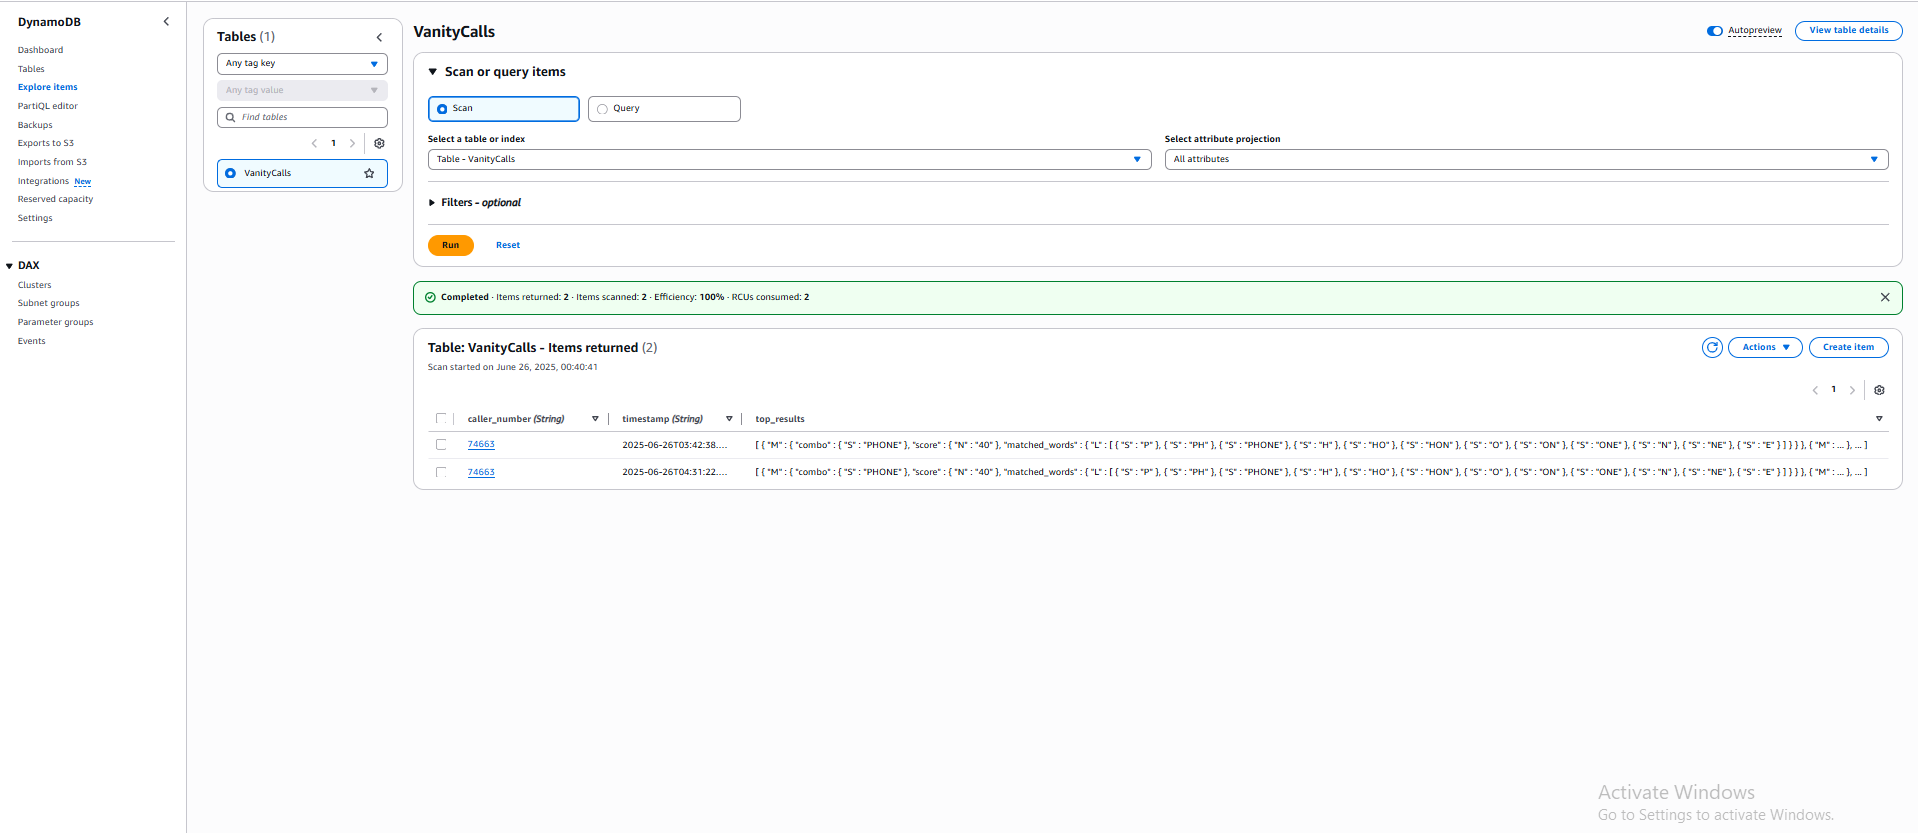 DynamoDB
Dashboard
Tables
Explore items
PartiQL editor
Backups
Exports to S3
Imports from S3
Integrations New
Reserved capacity
Settings
DAX
Clusters
Subnet groups
Parameter groups
Events
Tables (1)
Any tag key
Any tag value
Find tables
1
VanityCalls
VanityCalls
Autopreview
View table details
Scan or query items
Scan
Query
Select a table or index
Table - VanityCalls
Select attribute projection
All attributes
Filters - optional
Run
Reset
Completed · Items returned: 2 · Items scanned: 2 · Efficiency: 100% · RCUs consumed: 2
Table: VanityCalls - Items returned (2)
Scan started on June 26, 2025, 00:40:41
Actions
Create item
1
caller_number (String) timestamp (String) top_results
74663 2025-06-26T03:42:38.... [ { "M" : { "combo" : { "S" : "PHONE" }, "score" : { "N" : "40" }, "matched_words" : { "L" : [ { "S" : "P" }, { "S" : "PH" }, { "S" : "PHONE" }, { "S" : "H" }, { "S" : "HO" }, { "S" : "HON" }, { "S" : "O" }, { "S" : "ON" }, { "S" : "ONE" }, { "S" : "N" }, { "S" : "NE" }, { "S" : "E" } ] } } }, { "M" : ... }, ... ]
74663 2025-06-26T04:31:22.... [ { "M" : { "combo" : { "S" : "PHONE" }, "score" : { "N" : "40" }, "matched_words" : { "L" : [ { "S" : "P" }, { "S" : "PH" }, { "S" : "PHONE" }, { "S" : "H" }, { "S" : "HO" }, { "S" : "HON" }, { "S" : "O" }, { "S" : "ON" }, { "S" : "ONE" }, { "S" : "N" }, { "S" : "NE" }, { "S" : "E" } ] } } }, { "M" : ... }, ... ]
Activate Windows
Go to Settings to activate Windows.